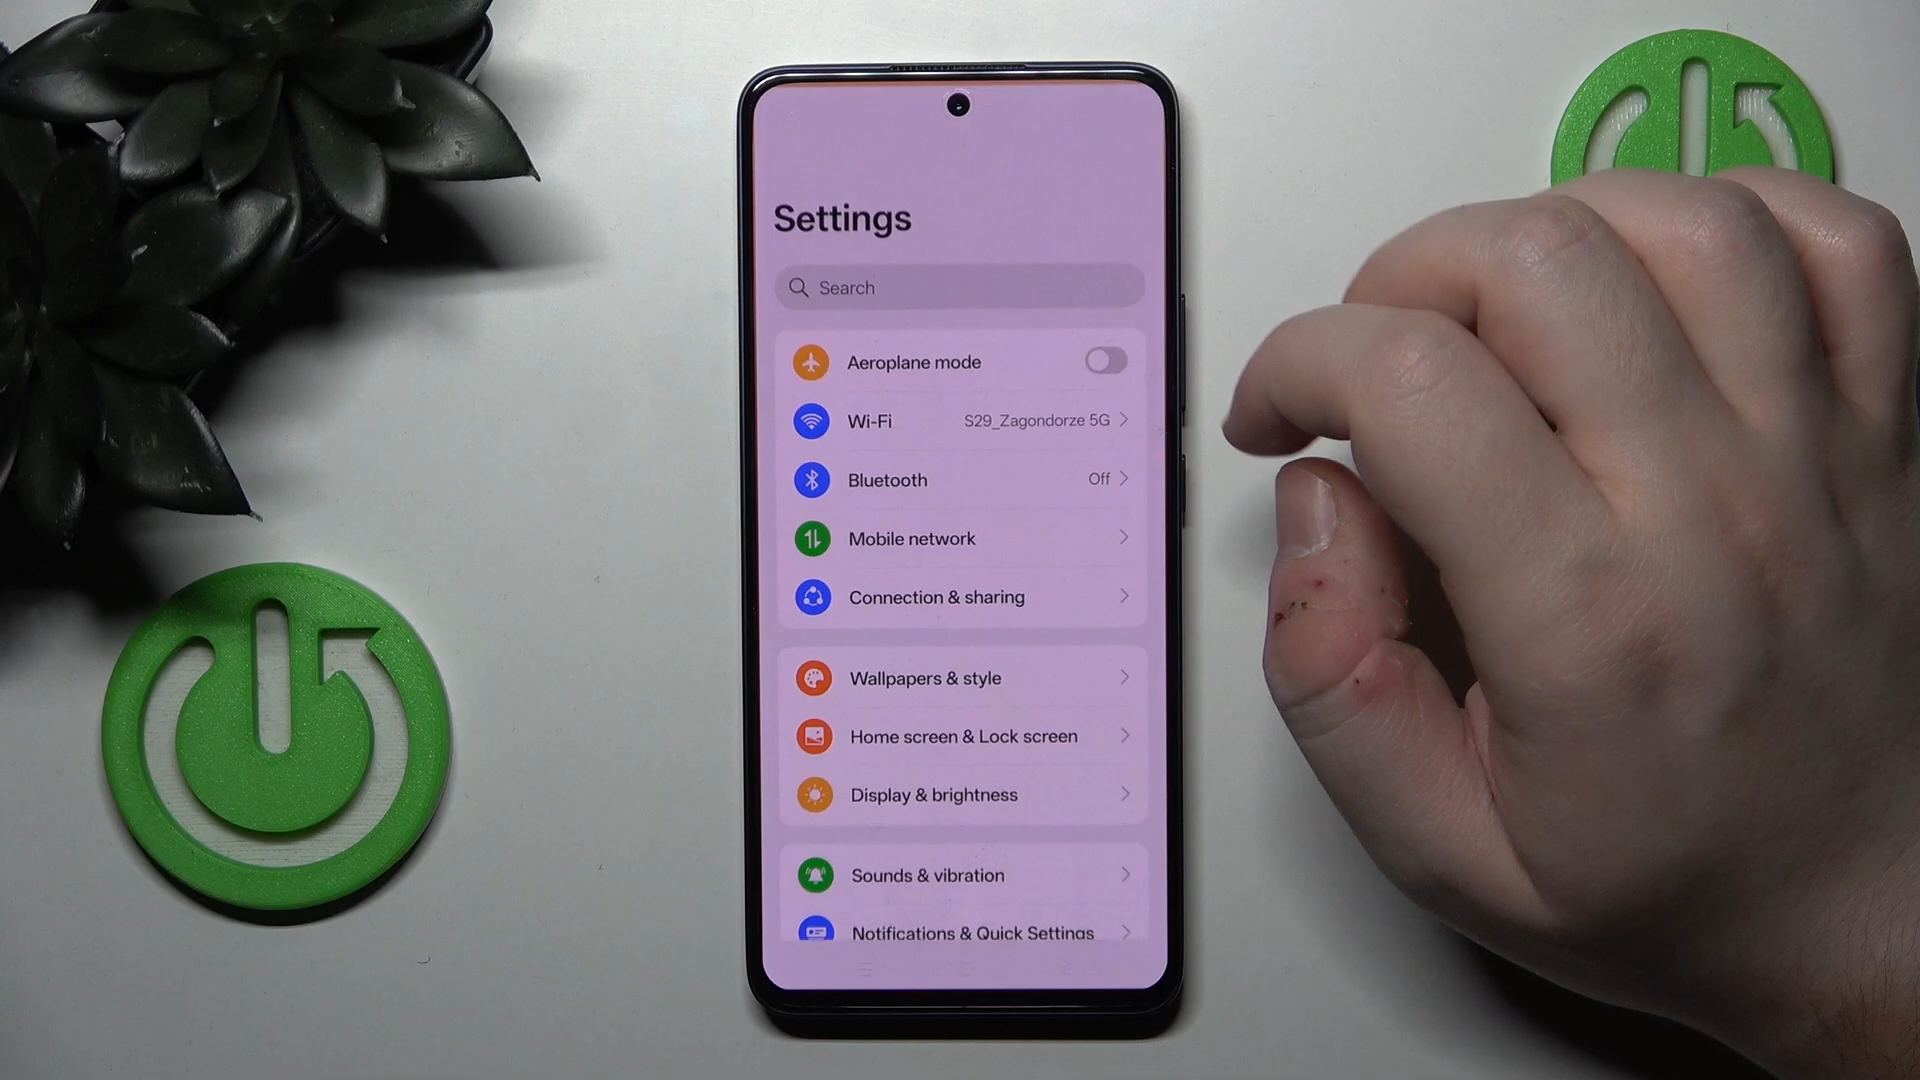 Settings
Search
Aeroplane mode
Wi-Fi S29_Zagondorze 5G
Bluetooth Off
Mobile network
Connection & sharing
Wallpapers & style
Home screen & Lock screen
Display & brightness
Sounds & vibration
Notifications & Quick Settings